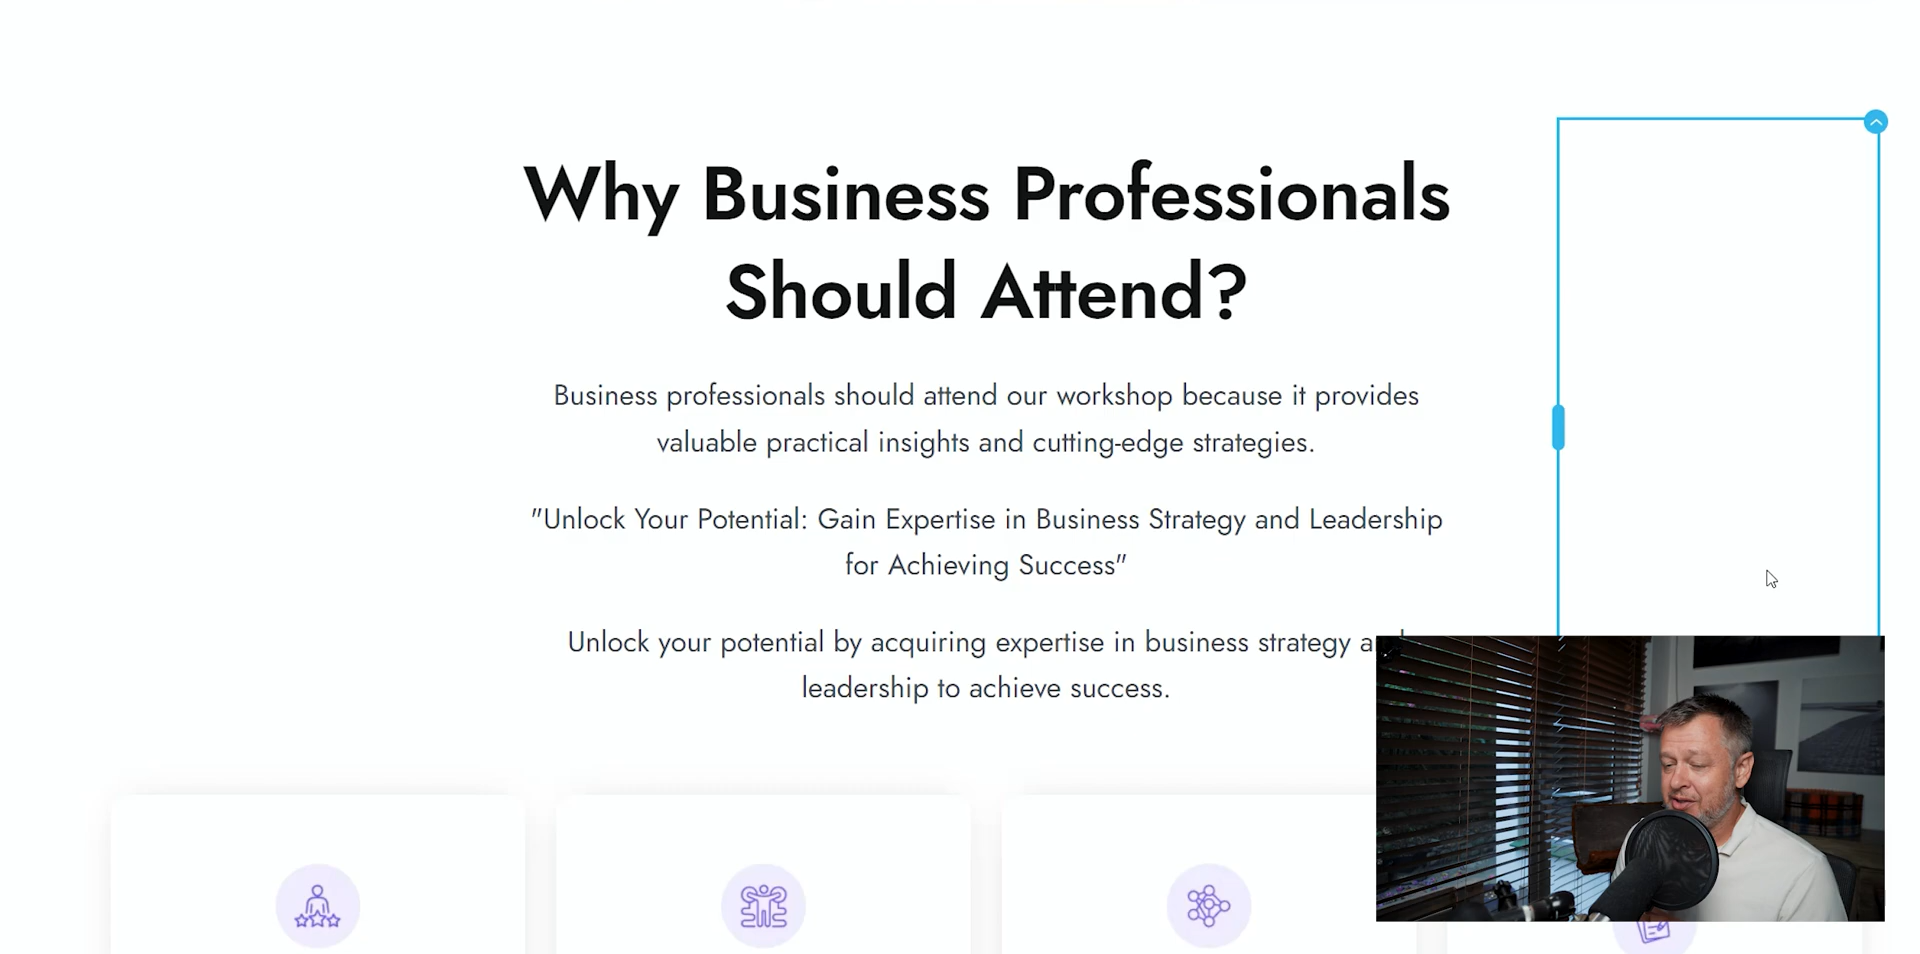 Why Business Professionals
Should Attend?
Business professionals should attend our workshop because it provides
valuable practical insights and cutting-edge strategies.
"Unlock Your Potential: Gain Expertise in Business Strategy and Leadership
for Achieving Success"
Unlock your potential by acquiring expertise in business strategy
leadership to achieve success.